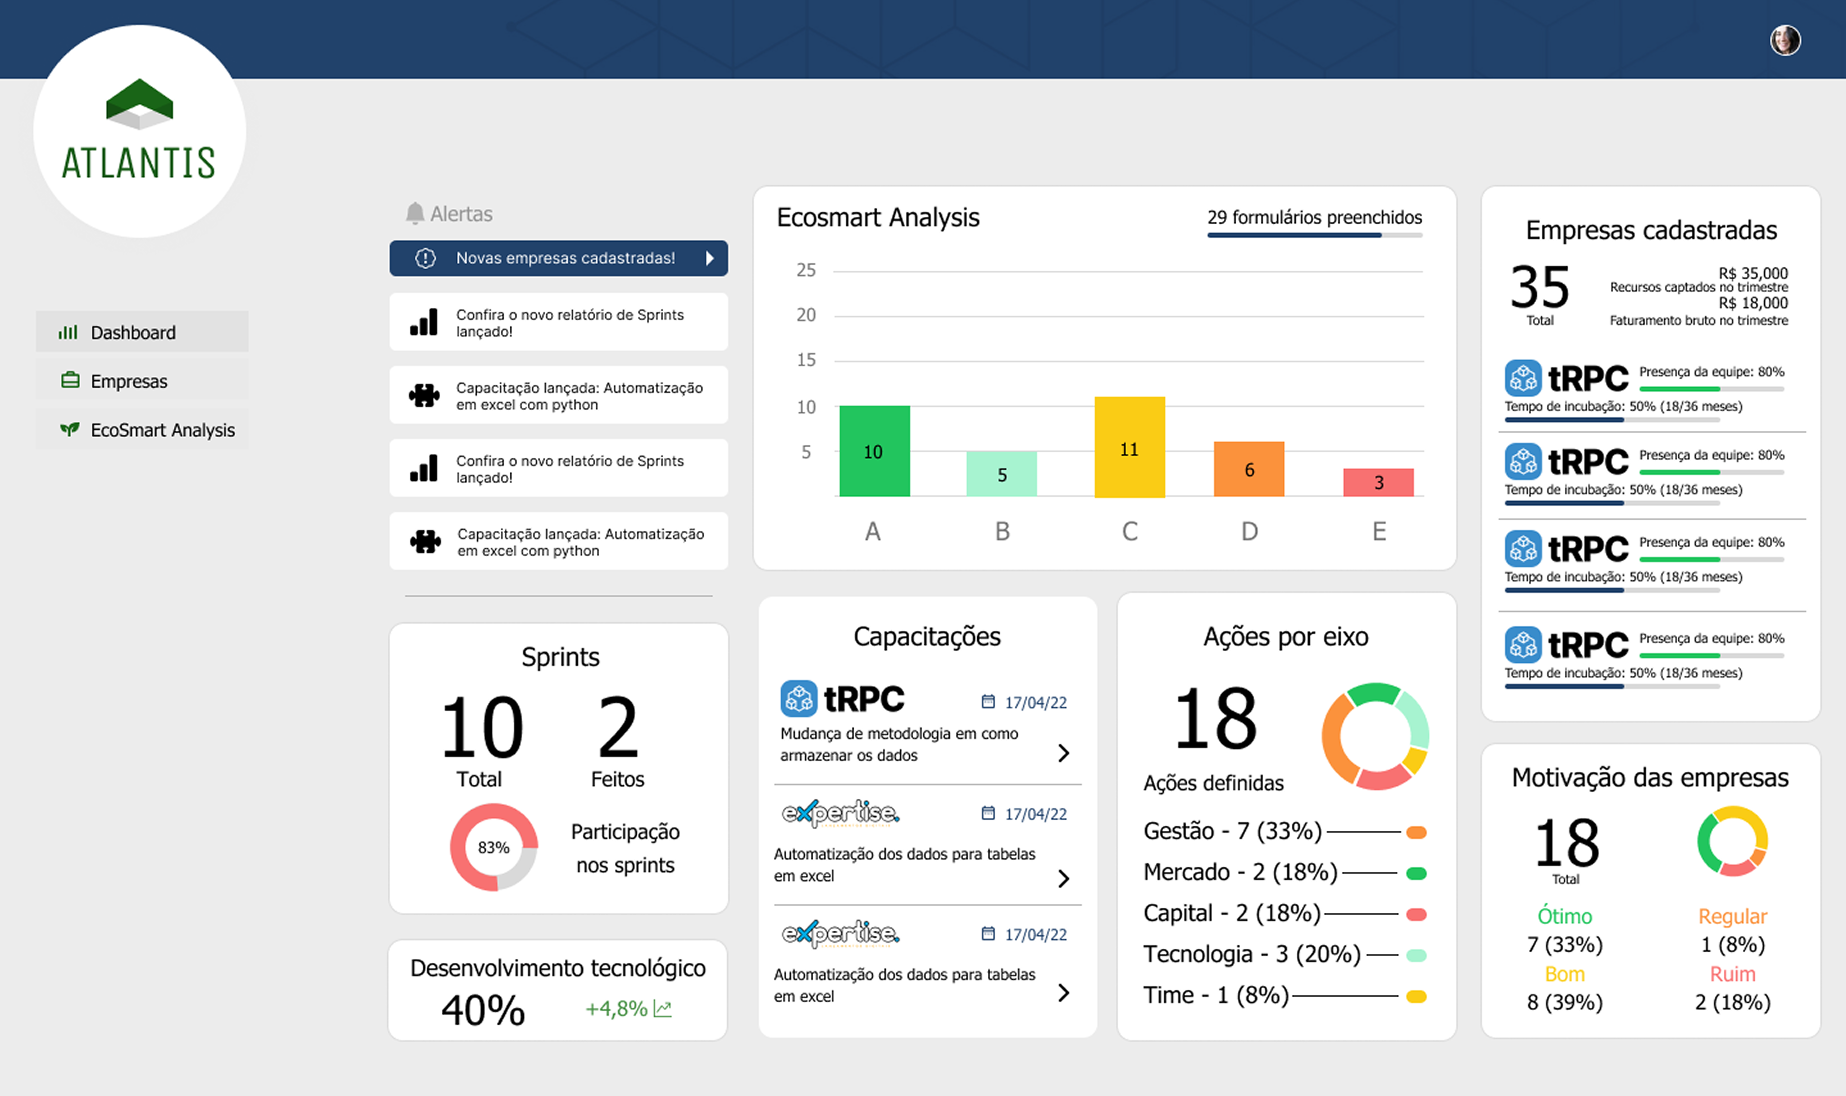 ATLANTIS
Dashboard
Empresas
EcoSmart Analysis
Alertas
Novas empresas cadastradas!
Confira o novo relatório de Sprints
lançado!
Capacitação lançada: Automatização
em excel com python
Confira o novo relatório de Sprints
lançado!
Capacitação lançada: Automatização
em excel com python
Sprints
10
Total
2
Feitos
83%
Participação
nos sprints
Desenvolvimento tecnológico
40%
+4,8%
Ecosmart Analysis
29 formulários preenchidos
25
20
15
10
5
10
5
11
6
3
A
B
C
D
E
Capacitações
tRPC
17/04/22
Mudança de metodologia em como
armazenar os dados
expertise.
17/04/22
Automatização dos dados para tabelas
em excel
expertise.
17/04/22
Automatização dos dados para tabelas
em excel
Ações por eixo
18
Ações definidas
Gestão - 7 (33%)
Mercado - 2 (18%)
Capital - 2 (18%)
Tecnologia - 3 (20%)
Time - 1 (8%)
Empresas cadastradas
35
Total
R$ 35,000
Recursos captados no trimestre
R$ 18,000
Faturamento bruto no trimestre
tRPC
Presença da equipe: 80%
Tempo de incubação: 50% (18/36 meses)
tRPC
Presença da equipe: 80%
Tempo de incubação: 50% (18/36 meses)
tRPC
Presença da equipe: 80%
Tempo de incubação: 50% (18/36 meses)
tRPC
Presença da equipe: 80%
Tempo de incubação: 50% (18/36 meses)
Motivação das empresas
18
Total
Ótimo
7 (33%)
Regular
1 (8%)
Bom
8 (39%)
Ruim
2 (18%)